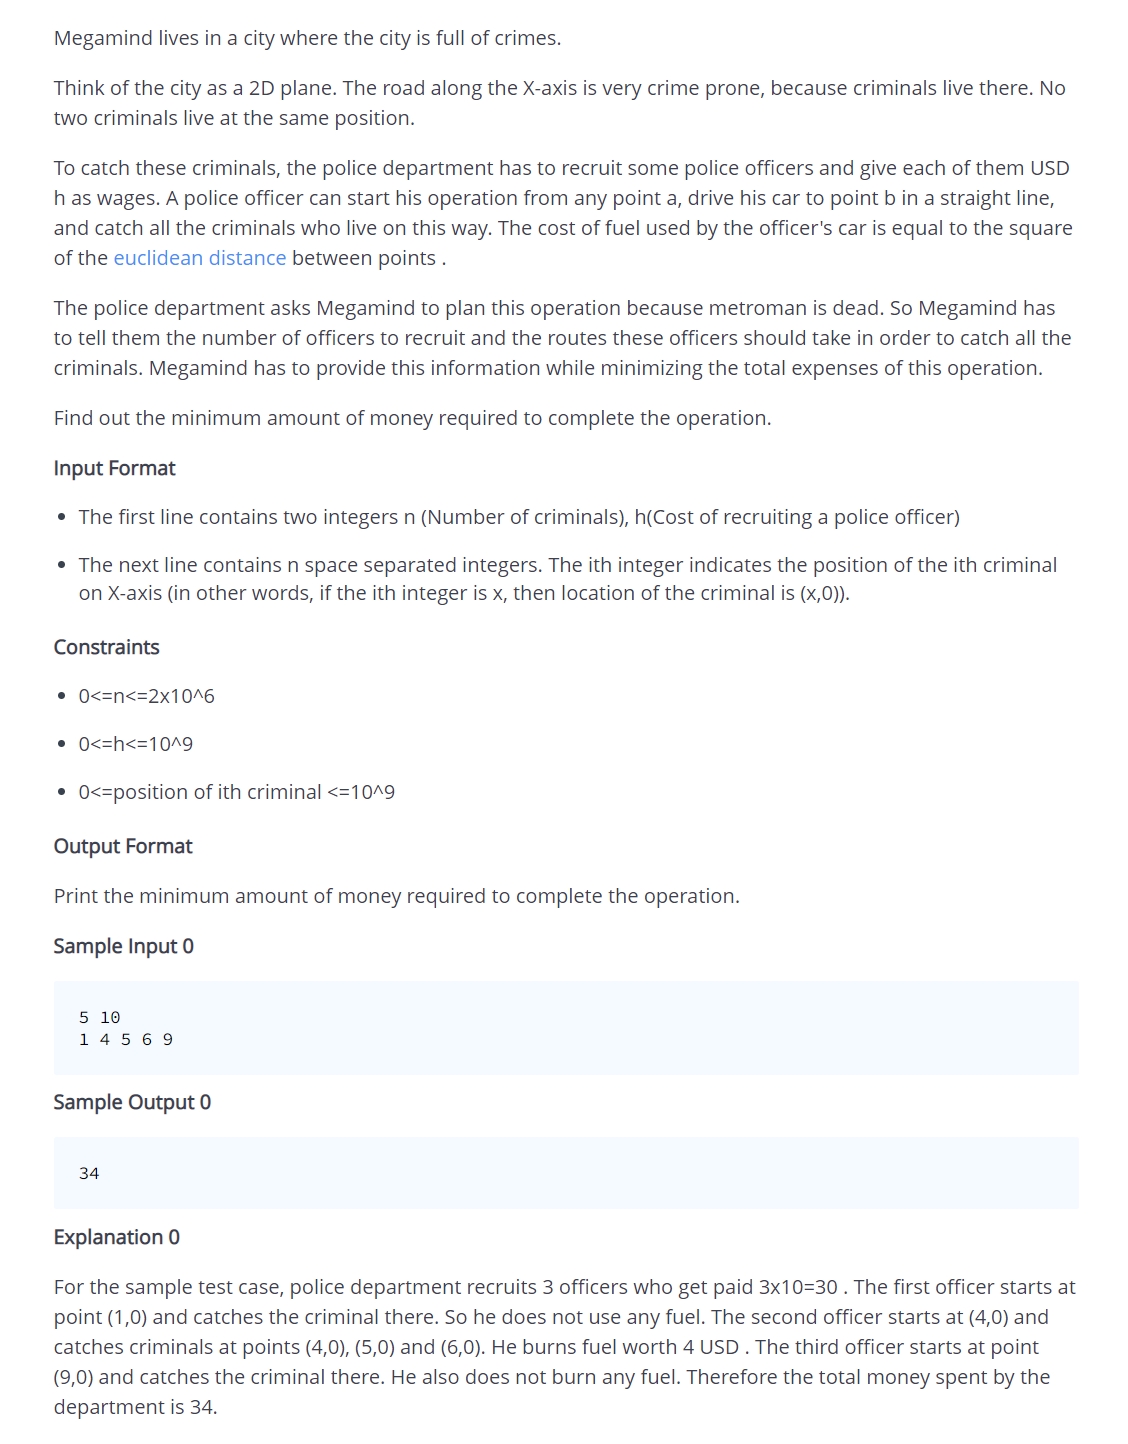 Megamind lives in a city where the city is full of crimes.
Think of the city as a 2D plane. The road along the X-axis is very crime prone, because criminals live there. No
two criminals live at the same position.
To catch these criminals, the police department has to recruit some police officers and give each of them USD
h as wages. A police officer can start his operation from any point a, drive his car to point b in a straight line,
and catch all the criminals who live on this way. The cost of fuel used by the officer's car is equal to the square
of the euclidean distance between points .
The police department asks Megamind to plan this operation because metroman is dead. So Megamind has
to tell them the number of officers to recruit and the routes these officers should take in order to catch all the
criminals. Megamind has to provide this information while minimizing the total expenses of this operation.
Find out the minimum amount of money required to complete the operation.
Input Format
• The first line contains two integers n (Number of criminals), h(Cost of recruiting a police officer)
• The next line contains n space separated integers. The ith integer indicates the position of the ith criminal
on X-axis (in other words, if the ith integer is x, then location of the criminal is (x,0)).
Constraints
• 0<=n<=2x10^6
• 0<=h<=10^9
• 0<=position of ith criminal <=10^9
Output Format
Print the minimum amount of money required to complete the operation.
Sample Input 0
5 10
1 4 5 6 9
Sample Output 0
34
Explanation 0
For the sample test case, police department recruits 3 officers who get paid 3x10=30 . The first officer starts at
point (1,0) and catches the criminal there. So he does not use any fuel. The second officer starts at (4,0) and
catches criminals at points (4,0), (5,0) and (6,0). He burns fuel worth 4 USD . The third officer starts at point
(9,0) and catches the criminal there. He also does not burn any fuel. Therefore the total money spent by the
department is 34.